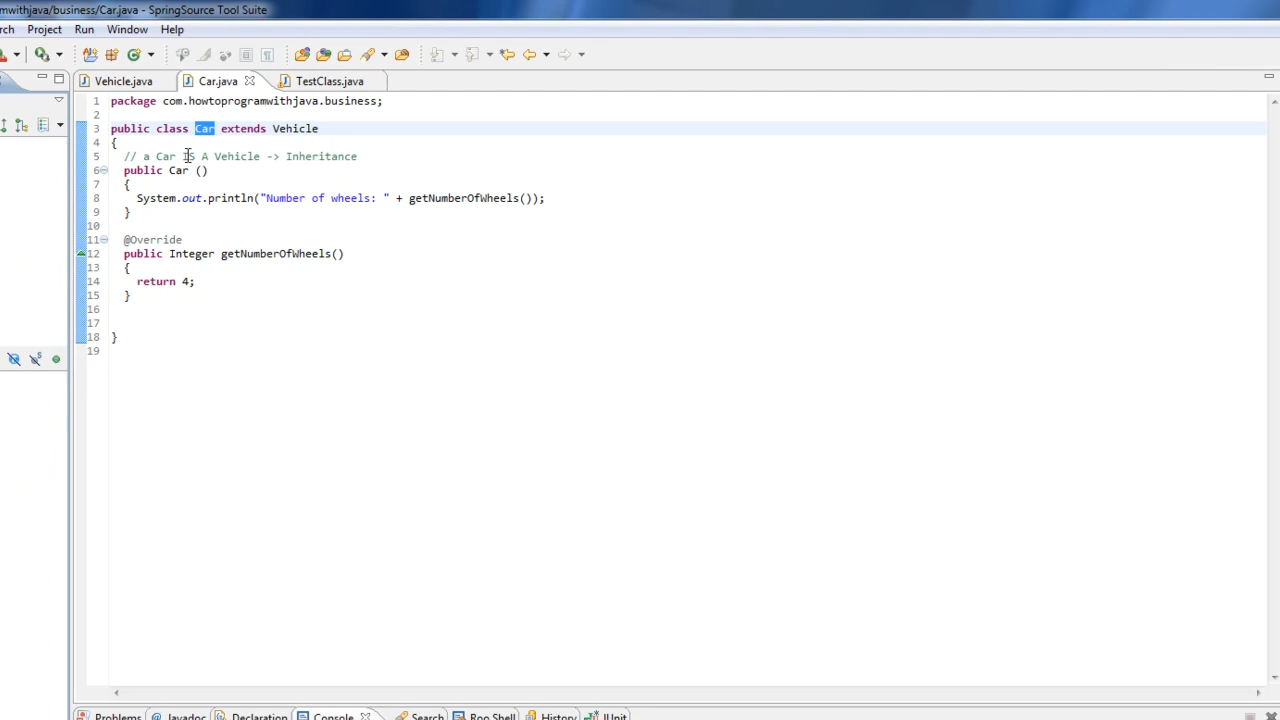 mwithjava/business/Car.java - SpringSource Tool Suite
rch Project Run Window Help
Vehicle.java Car.java TestClass.java
1 package com.howtoprogramwithjava.business;
2
3 public class Car extends Vehicle
4 {
5 // a Car IS A Vehicle -> Inheritance
6 public Car ()
7 {
8 System.out.println("Number of wheels: " + getNumberOfWheels());
9 }
10
11 @Override
12 public Integer getNumberOfWheels()
13 {
14 return 4;
15 }
16
17
18 }
19
Problems @ Javadoc Declaration Console Search Roo Shell History JUnit